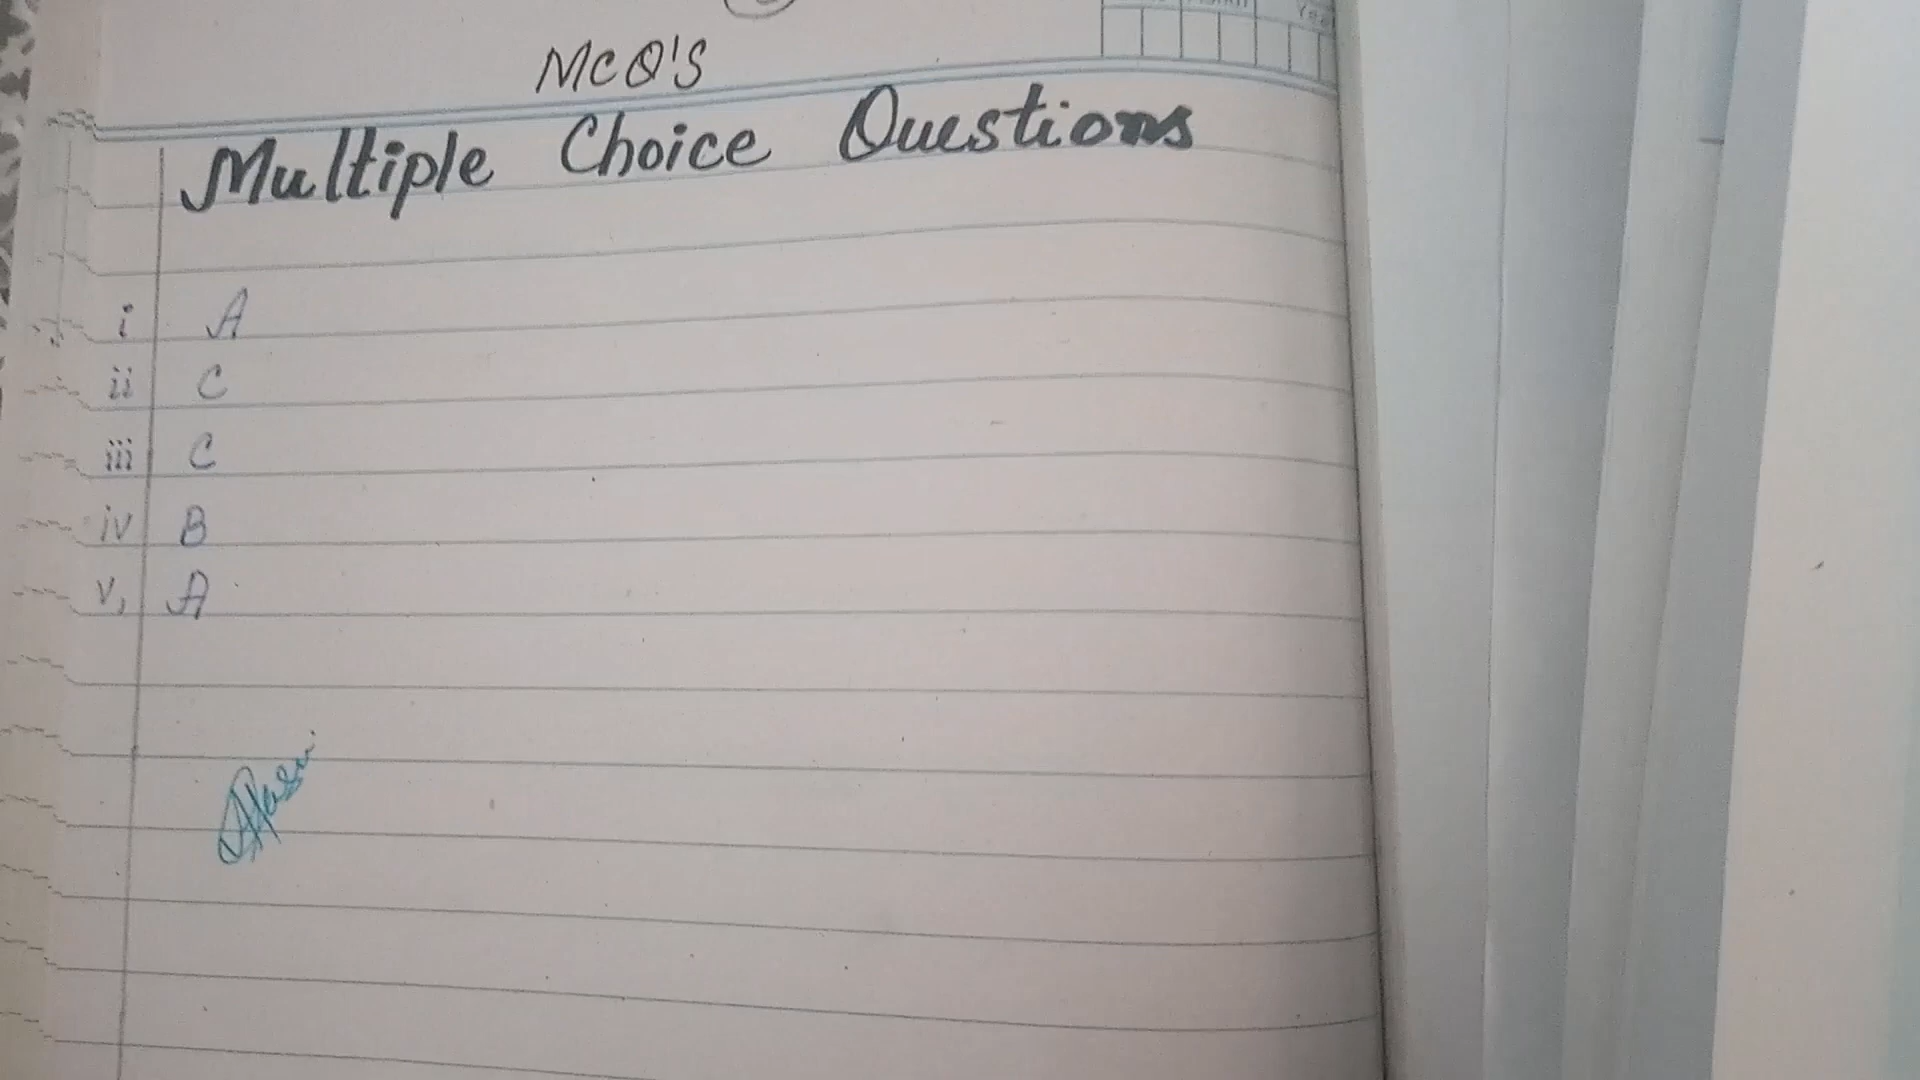 MCQ'S
Multiple Choice Questions
i A
ii C
iii C
iv B
v, A